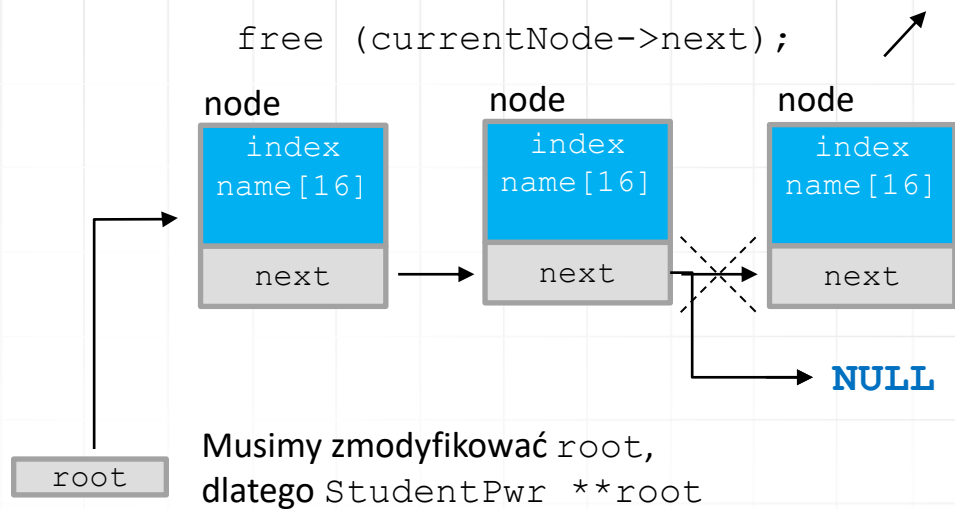 free (currentNode->next);
node
node
node
index
name[16]
next
index
name[16]
next
index
name[16]
next
NULL
root
Musimy zmodyfikować root,
dlatego StudentPwr **root